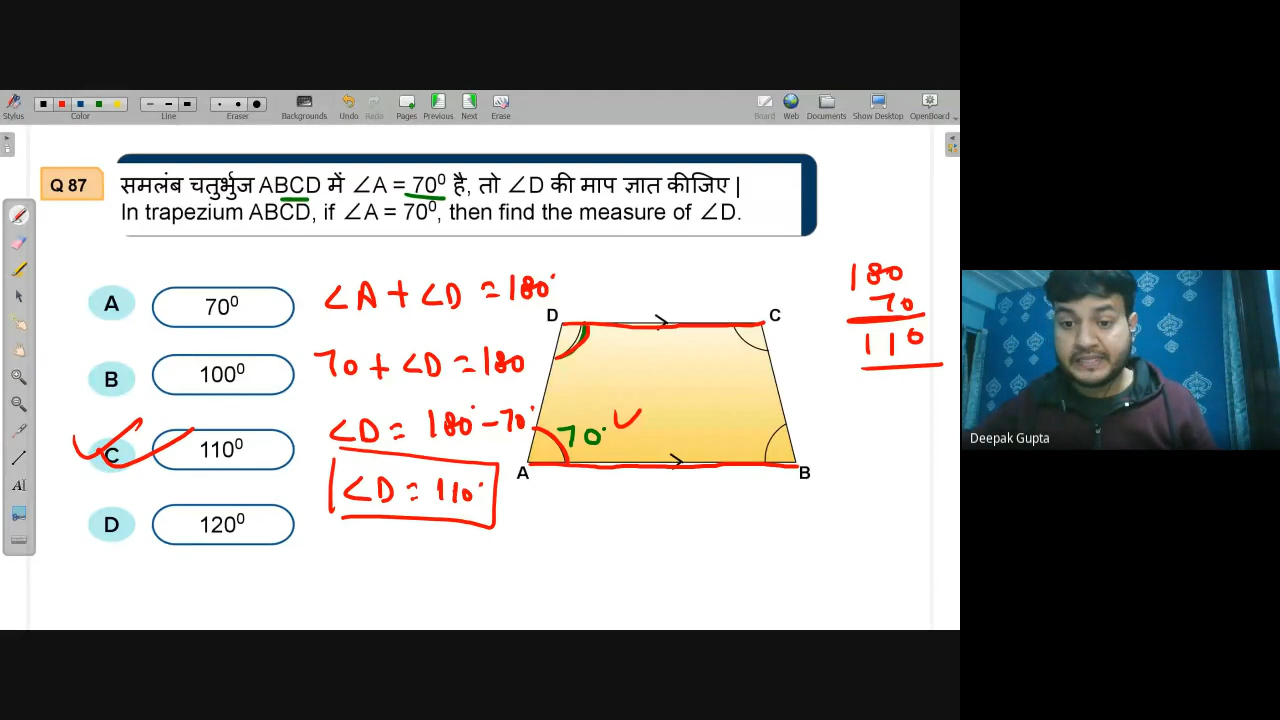 Stylus
Color
Line
Eraser
Backgrounds
Undo
Redo
Pages
Previous
Next
Erase
Board
Web
Documents
Show Desktop
OpenBoard
Q 87
समलंब चतुर्भुज ABCD में ∠A = 70⁰ है, तो ∠D की माप ज्ञात कीजिए |
In trapezium ABCD, if ∠A = 70⁰, then find the measure of ∠D.
A 70⁰
B 100⁰
C 110⁰
D 120⁰
∠A + ∠D = 180°
70 + ∠D = 180
∠D = 180° - 70°
∠D = 110°
D
C
70°
A
B
180
70
110
Deepak Gupta